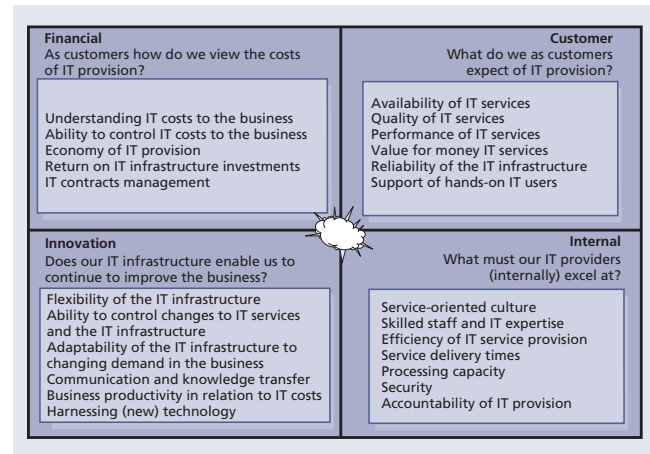 Financial
As customers how do we view the costs
of IT provision?
Understanding IT costs to the business
Ability to control IT costs to the business
Economy of IT provision
Return on IT infrastructure investments
IT contracts management
Customer
What do we as customers
expect of IT provision?
Availability of IT services
Quality of IT services
Performance of IT services
Value for money IT services
Reliability of the IT infrastructure
Support of hands-on IT users
Innovation
Does our IT infrastructure enable us to
continue to improve the business?
Flexibility of the IT infrastructure
Ability to control changes to IT services
and the IT infrastructure
Adaptability of the IT infrastructure to
changing demand in the business
Communication and knowledge transfer
Business productivity in relation to IT costs
Harnessing (new) technology
Internal
What must our IT providers
(internally) excel at?
Service-oriented culture
Skilled staff and IT expertise
Efficiency of IT service provision
Service delivery times
Processing capacity
Security
Accountability of IT provision